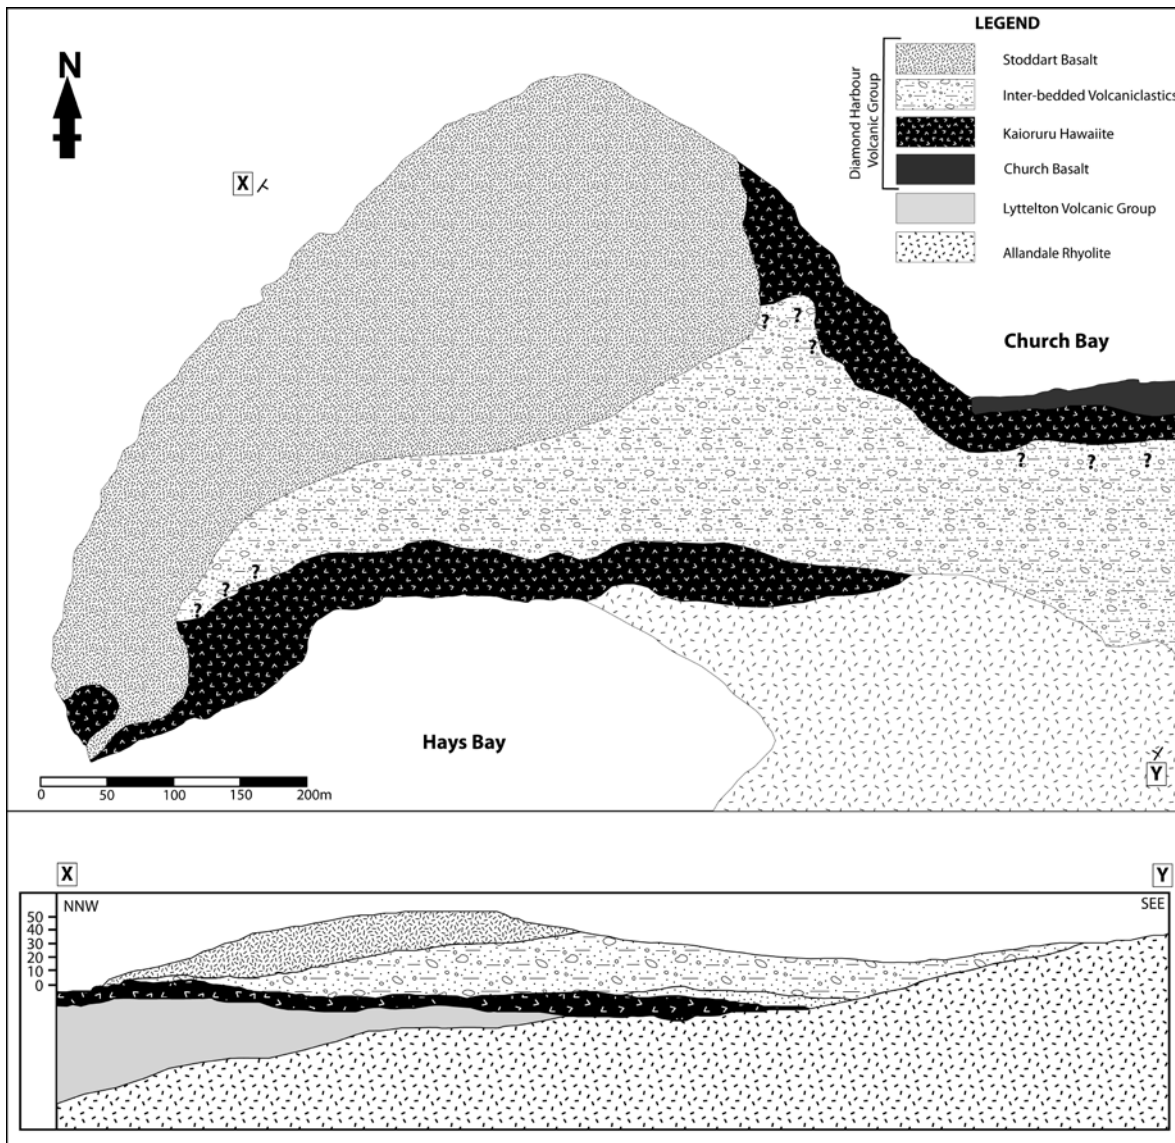 LEGEND
Diamond Harbour
Volcanic Group
Stoddart Basalt
Inter-bedded Volcaniclastics
Kaioruru Hawaiite
Church Basalt
Lyttelton Volcanic Group
Allandale Rhyolite
N
X
Church Bay
? ?
?
? ? ?
?
?
?
Hays Bay
Y
0 50 100 150 200m
X Y
NNW SEE
50
40
30
20
10
0